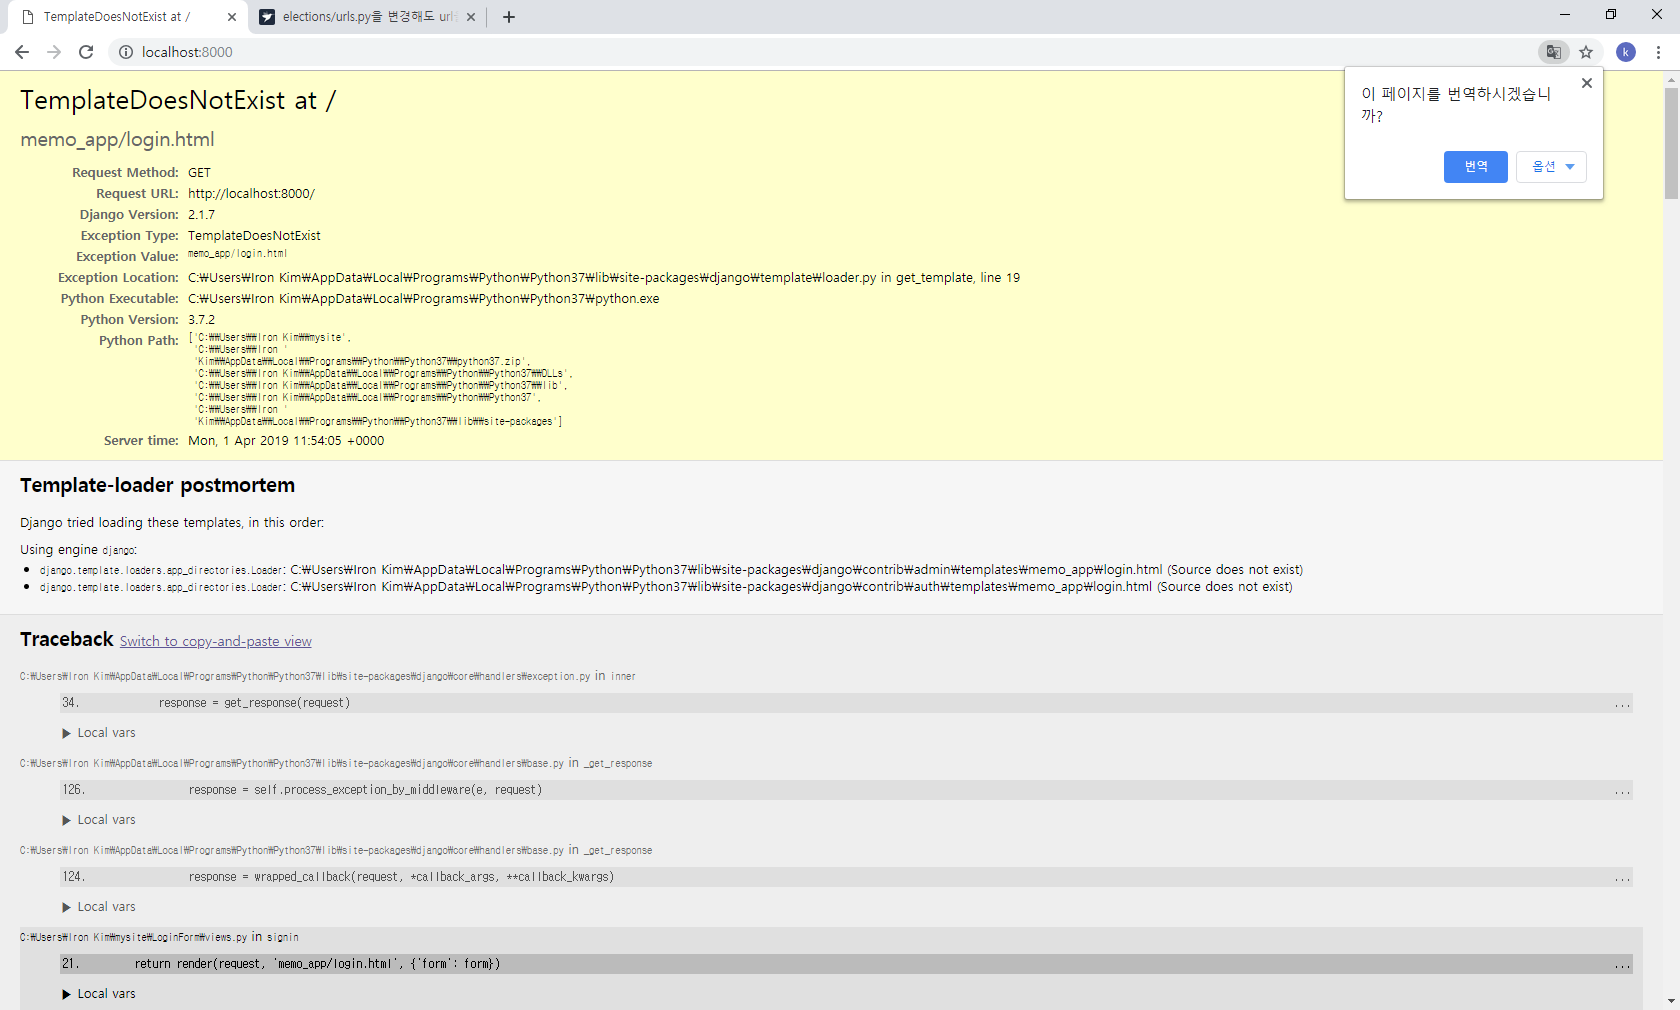 TemplateDoesNotExist at /
elections/urls.py을 변경해도 url
localhost:8000
k
이 페이지를 번역하시겠습니
까?
번역
옵션
TemplateDoesNotExist at /
memo_app/login.html
Request Method: GET
Request URL: http://localhost:8000/
Django Version: 2.1.7
Exception Type: TemplateDoesNotExist
Exception Value: memo_app/login.html
Exception Location: C:₩Users₩Iron Kim₩AppData₩Local₩Programs₩Python₩Python37₩lib₩site-packages₩django₩template₩loader.py in get_template, line 19
Python Executable: C:₩Users₩Iron Kim₩AppData₩Local₩Programs₩Python₩Python37₩python.exe
Python Version: 3.7.2
Python Path: ['C:₩₩Users₩₩Iron Kim₩₩mysite',
'C:₩₩Users₩₩Iron '
'Kim₩₩AppData₩₩Local₩₩Programs₩₩Python₩₩Python37₩₩python37.zip',
'C:₩₩Users₩₩Iron Kim₩₩AppData₩₩Local₩₩Programs₩₩Python₩₩Python37₩₩DLLs',
'C:₩₩Users₩₩Iron Kim₩₩AppData₩₩Local₩₩Programs₩₩Python₩₩Python37₩₩lib',
'C:₩₩Users₩₩Iron Kim₩₩AppData₩₩Local₩₩Programs₩₩Python₩₩Python37',
'C:₩₩Users₩₩Iron '
'Kim₩₩AppData₩₩Local₩₩Programs₩₩Python₩₩Python37₩₩lib₩₩site-packages']
Server time: Mon, 1 Apr 2019 11:54:05 +0000
Template-loader postmortem
Django tried loading these templates, in this order:
Using engine django:
• django.template.loaders.app_directories.Loader: C:₩Users₩Iron Kim₩AppData₩Local₩Programs₩Python₩Python37₩lib₩site-packages₩django₩contrib₩admin₩templates₩memo_app₩login.html (Source does not exist)
• django.template.loaders.app_directories.Loader: C:₩Users₩Iron Kim₩AppData₩Local₩Programs₩Python₩Python37₩lib₩site-packages₩django₩contrib₩auth₩templates₩memo_app₩login.html (Source does not exist)
Traceback Switch to copy-and-paste view
C:₩Users₩Iron Kim₩AppData₩Local₩Programs₩Python₩Python37₩lib₩site-packages₩django₩core₩handlers₩exception.py in inner
34. response = get_response(request) ...
▶ Local vars
C:₩Users₩Iron Kim₩AppData₩Local₩Programs₩Python₩Python37₩lib₩site-packages₩django₩core₩handlers₩base.py in _get_response
126. response = self.process_exception_by_middleware(e, request) ...
▶ Local vars
C:₩Users₩Iron Kim₩AppData₩Local₩Programs₩Python₩Python37₩lib₩site-packages₩django₩core₩handlers₩base.py in _get_response
124. response = wrapped_callback(request, *callback_args, **callback_kwargs) ...
▶ Local vars
C:₩Users₩Iron Kim₩mysite₩LoginForm₩views.py in signin
21. return render(request, 'memo_app/login.html', {'form': form}) ...
▶ Local vars